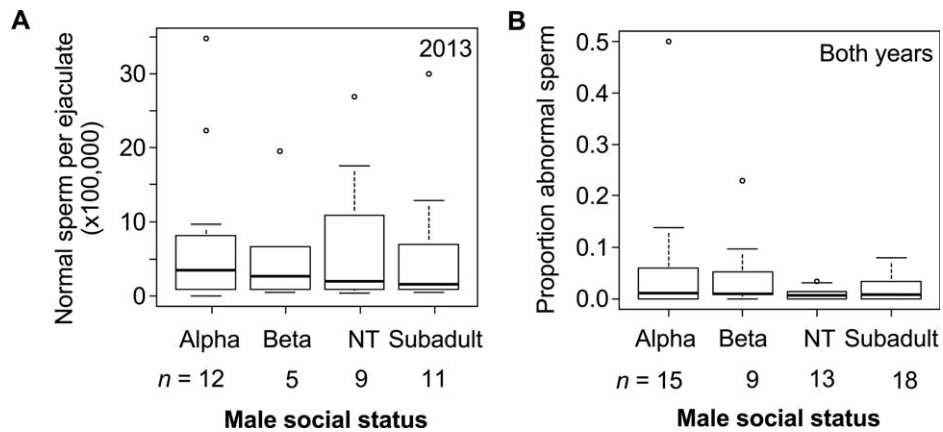 A
2013
Normal sperm per ejaculate
(x100,000)
30
20
10
0
Alpha Beta NT Subadult
n = 12 5 9 11
Male social status
B
Both years
Proportion abnormal sperm
0.5
0.4
0.3
0.2
0.1
0.0
Alpha Beta NT Subadult
n = 15 9 13 18
Male social status